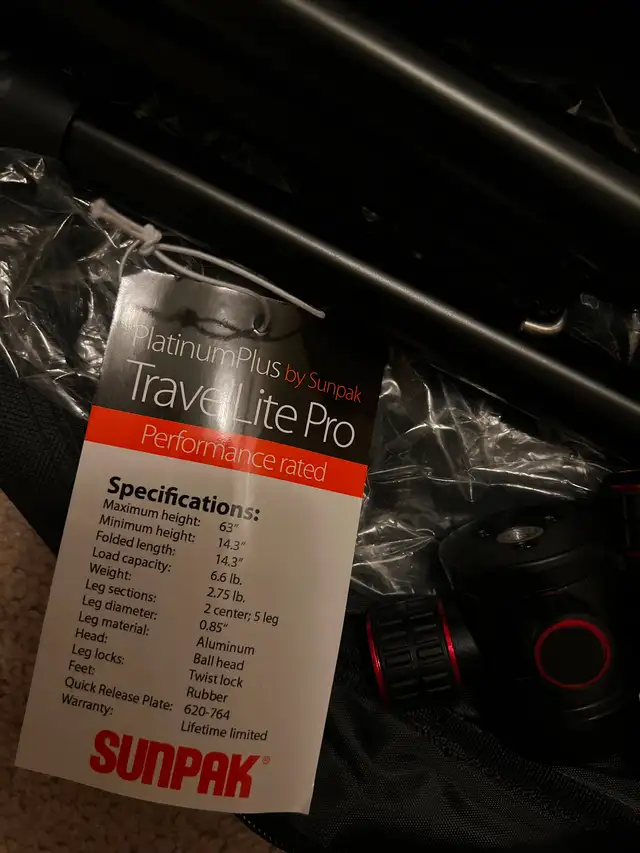 PlatinumPlus by Sunpak
TravelLite Pro
Performance rated
Specifications:
Maximum height: 63"
Minimum height: 14.3"
Folded length: 14.3"
Load capacity: 6.6 lb.
Weight: 2.75 lb.
Leg sections: 2 center; 5 leg
Leg diameter: 0.85"
Leg material: Aluminum
Head: Ball head
Leg locks: Twist lock
Feet: Rubber
Quick Release Plate: 620-764
Warranty: Lifetime limited
SUNPAK®